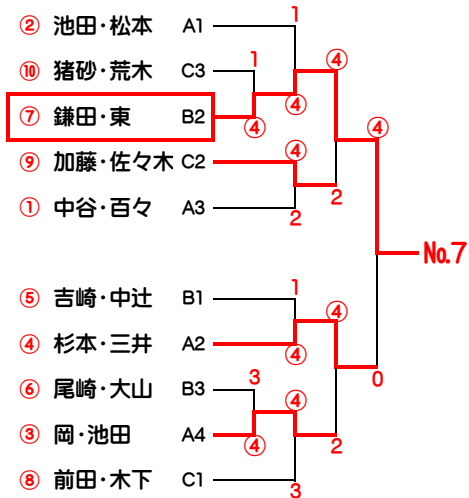 ② 池田・松本 A1
⑩ 猪砂・荒木 C3
⑦ 鎌田・東 B2
⑨ 加藤・佐々木 C2
① 中谷・百々 A3
⑤ 吉崎・中辻 B1
④ 杉本・三井 A2
⑥ 尾崎・大山 B3
③ 岡・池田 A4
⑧ 前田・木下 C1
1
1
④
④
④
④
2
2
④
No.7
1
④
④
3
④
④
2
3
0